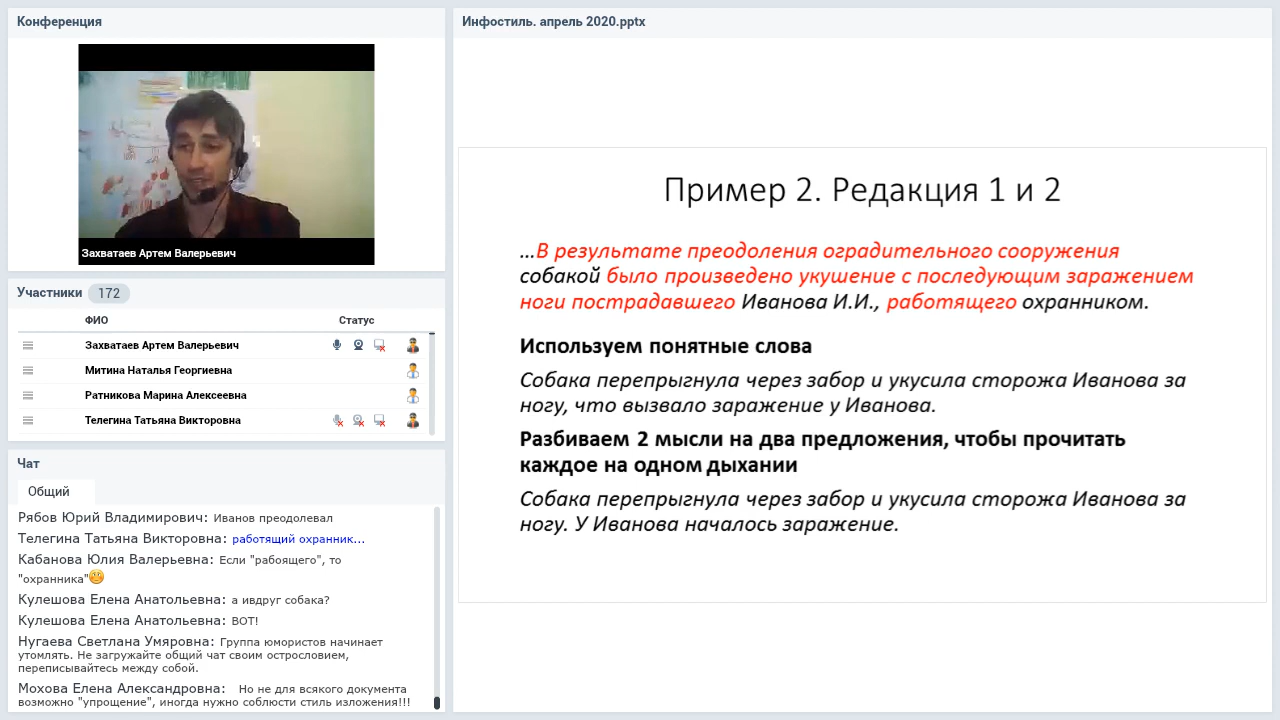 Конференция
Захватаев Артем Валерьевич
Участники 172
ФИО Статус
Захватаев Артем Валерьевич
Митина Наталья Георгиевна
Ратникова Марина Алексеевна
Телегина Татьяна Викторовна
Чат
Общий
Рябов Юрий Владимирович: Иванов преодолевал
Телегина Татьяна Викторовна: работящий охранник...
Кабанова Юлия Валерьевна: Если "рабоящего", то
"охранника"
Кулешова Елена Анатольевна: а ивдруг собака?
Кулешова Елена Анатольевна: ВОТ!
Нугаева Светлана Умяровна: Группа юмористов начинает
утомлять. Не загружайте общий чат своим острословием,
переписывайтесь между собой.
Мохова Елена Александровна: Но не для всякого документа
возможно "упрощение", иногда нужно соблюсти стиль изложения!!!
Инфостиль. апрель 2020.pptx
Пример 2. Редакция 1 и 2
...В результате преодоления оградительного сооружения
собакой было произведено укушение с последующим заражением
ноги пострадавшего Иванова И.И., работящего охранником.
Используем понятные слова
Собака перепрыгнула через забор и укусила сторожа Иванова за
ногу, что вызвало заражение у Иванова.
Разбиваем 2 мысли на два предложения, чтобы прочитать
каждое на одном дыхании
Собака перепрыгнула через забор и укусила сторожа Иванова за
ногу. У Иванова началось заражение.